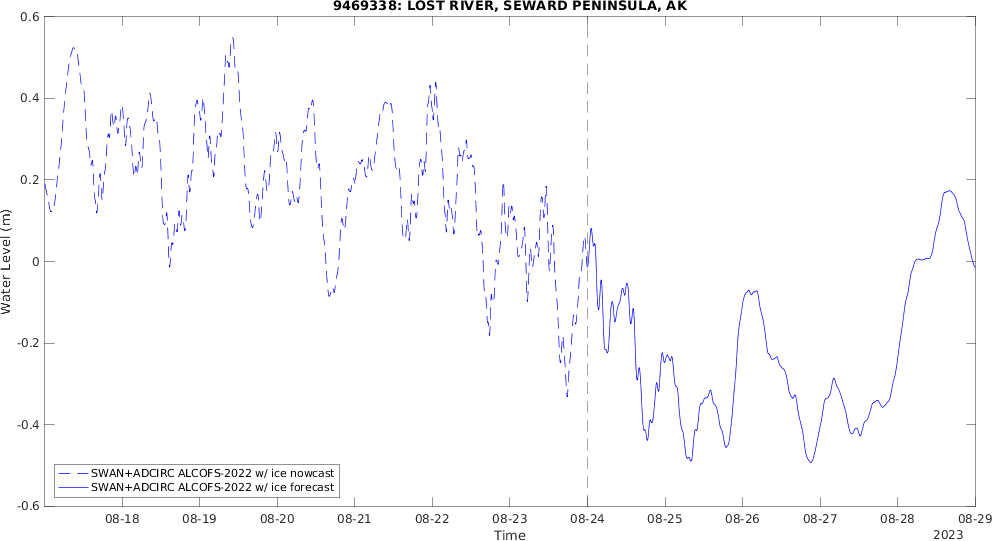 9469338: LOST RIVER, SEWARD PENINSULA, AK
0.6
0.4
0.2
0
-0.2
-0.4
-0.6
Water Level (m)
SWAN+ADCIRC ALCOFS-2022 w/ ice nowcast
SWAN+ADCIRC ALCOFS-2022 w/ ice forecast
08-18 08-19 08-20 08-21 08-22 08-23 08-24 08-25 08-26 08-27 08-28 08-29
Time
2023